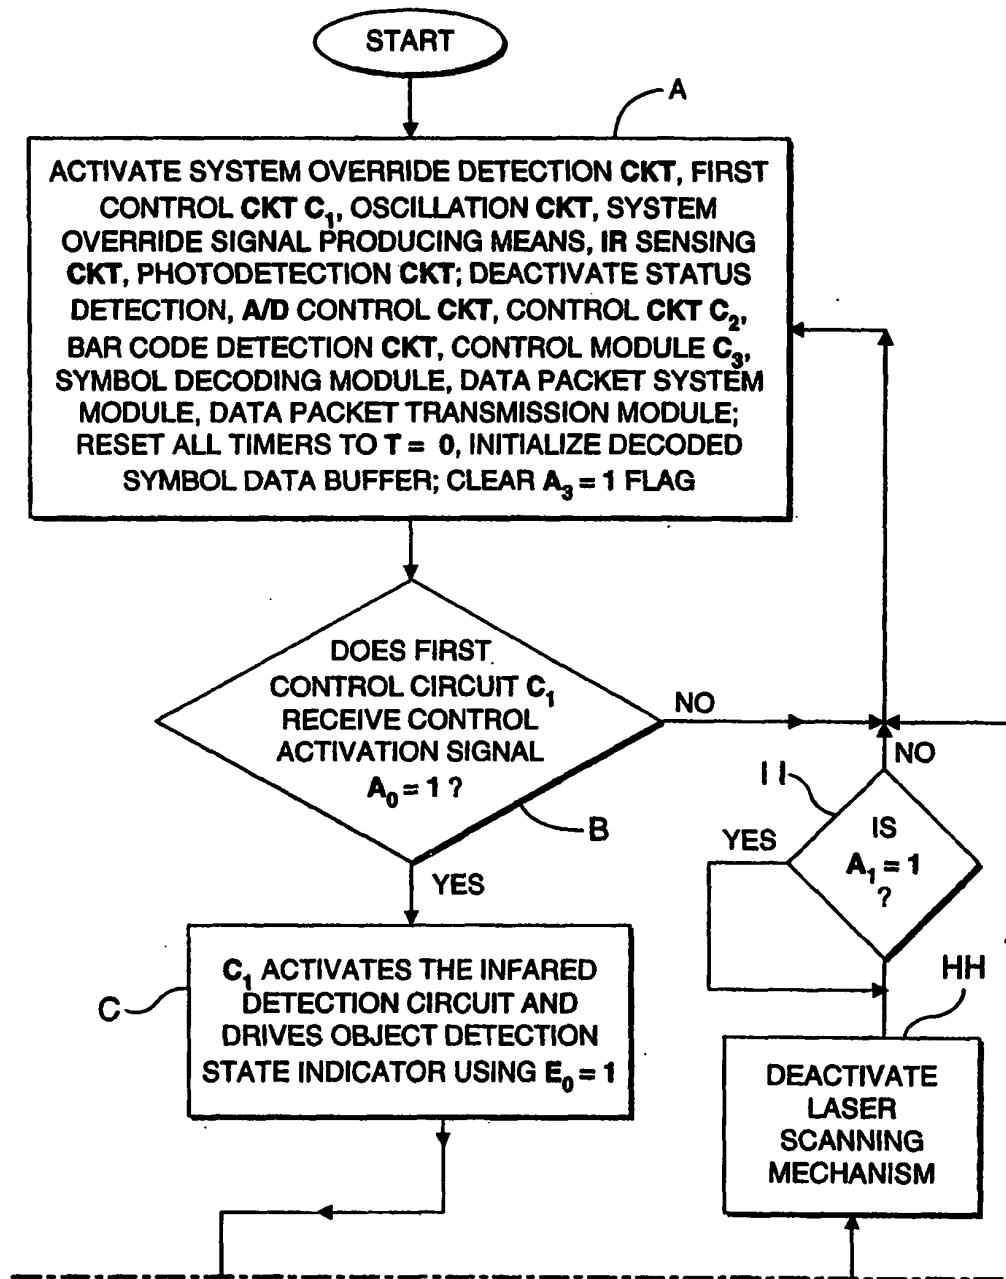 START
A
ACTIVATE SYSTEM OVERRIDE DETECTION CKT, FIRST
CONTROL CKT C1, OSCILLATION CKT, SYSTEM
OVERRIDE SIGNAL PRODUCING MEANS, IR SENSING
CKT, PHOTODETECTION CKT; DEACTIVATE STATUS
DETECTION, A/D CONTROL CKT, CONTROL CKT C2,
BAR CODE DETECTION CKT, CONTROL MODULE C3,
SYMBOL DECODING MODULE, DATA PACKET SYSTEM
MODULE, DATA PACKET TRANSMISSION MODULE;
RESET ALL TIMERS TO T = 0, INITIALIZE DECODED
SYMBOL DATA BUFFER; CLEAR A3 = 1 FLAG
DOES FIRST
CONTROL CIRCUIT C1
RECEIVE CONTROL
ACTIVATION SIGNAL
A0 = 1 ?
NO
B
YES
NO
II
YES
IS
A1 = 1
?
C
C1 ACTIVATES THE INFARED
DETECTION CIRCUIT AND
DRIVES OBJECT DETECTION
STATE INDICATOR USING E0 = 1
HH
DEACTIVATE
LASER
SCANNING
MECHANISM